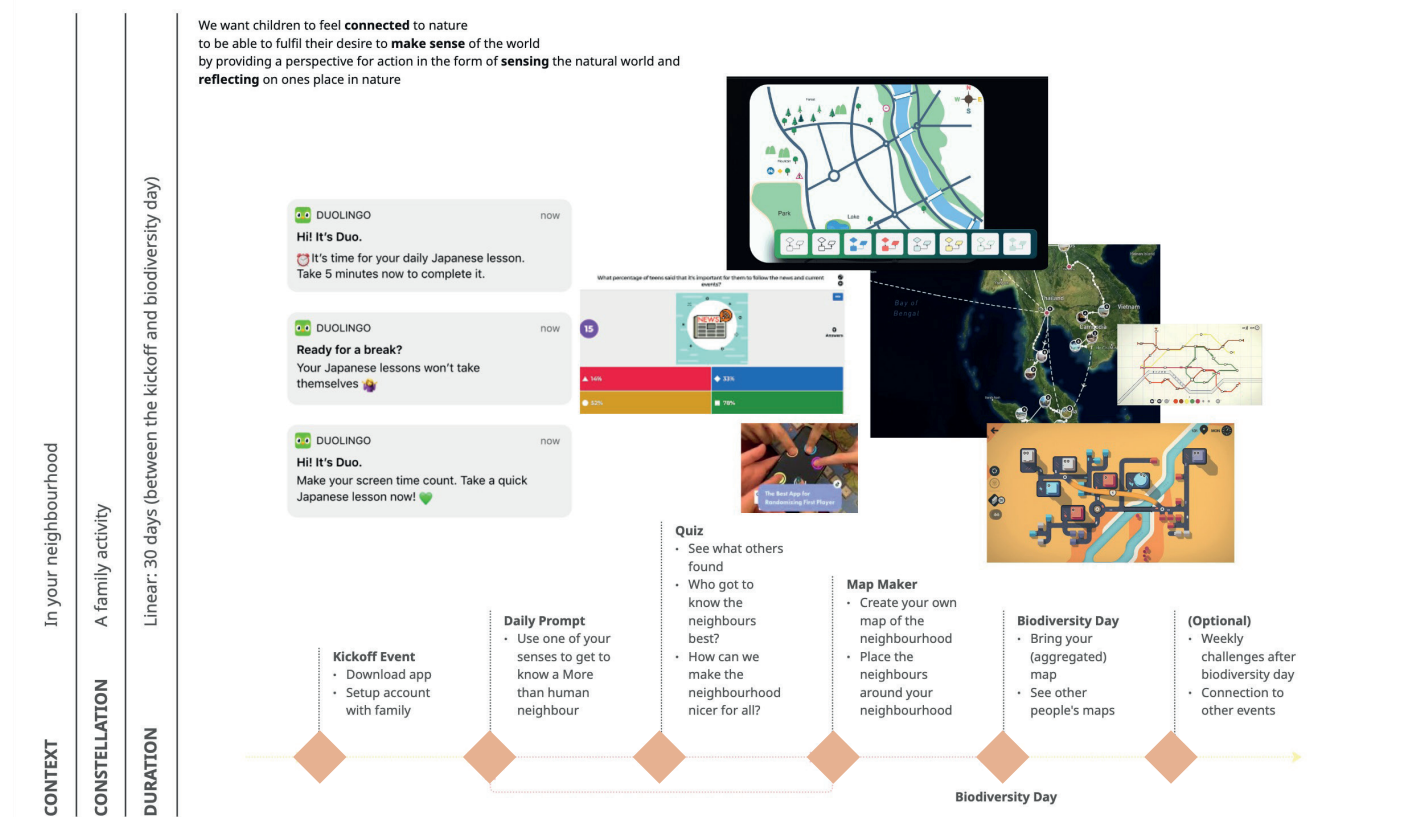 We want children to feel connected to nature
to be able to fulfil their desire to make sense of the world
by providing a perspective for action in the form of sensing the natural world and
reflecting on ones place in nature
CONTEXT
In your neighbourhood
CONSTELLATION
A family activity
DURATION
Linear: 30 days (between the kickoff and biodiversity day)
DUOLINGO
now
Hi! It's Duo.
⏰It's time for your daily Japanese lesson.
Take 5 minutes now to complete it.
DUOLINGO
now
Ready for a break?
Your Japanese lessons won't take
themselves 🤷‍♀️
DUOLINGO
now
Hi! It's Duo.
Make your screen time count. Take a quick
Japanese lesson now! 💚
What percentage of teens said that it's important for them to follow the news and current
events?
15
NEWS
0
Answers
14%
33%
52%
78%
The Best App for
Randomizing First Player
N
W
E
S
Park
Lake
Bay of
Bengal
Thailand
Vietnam
Cambodia
Kickoff Event
• Download app
• Setup account
with family
Daily Prompt
• Use one of your
senses to get to
know a More
than human
neighbour
Quiz
• See what others
found
• Who got to
know the
neighbours
best?
• How can we
make the
neighbourhood
nicer for all?
Map Maker
• Create your own
map of the
neighbourhood
• Place the
neighbours
around your
neighbourhood
Biodiversity Day
• Bring your
(aggregated)
map
• See other
people's maps
(Optional)
• Weekly
challenges after
biodiversity day
• Connection to
other events
Biodiversity Day